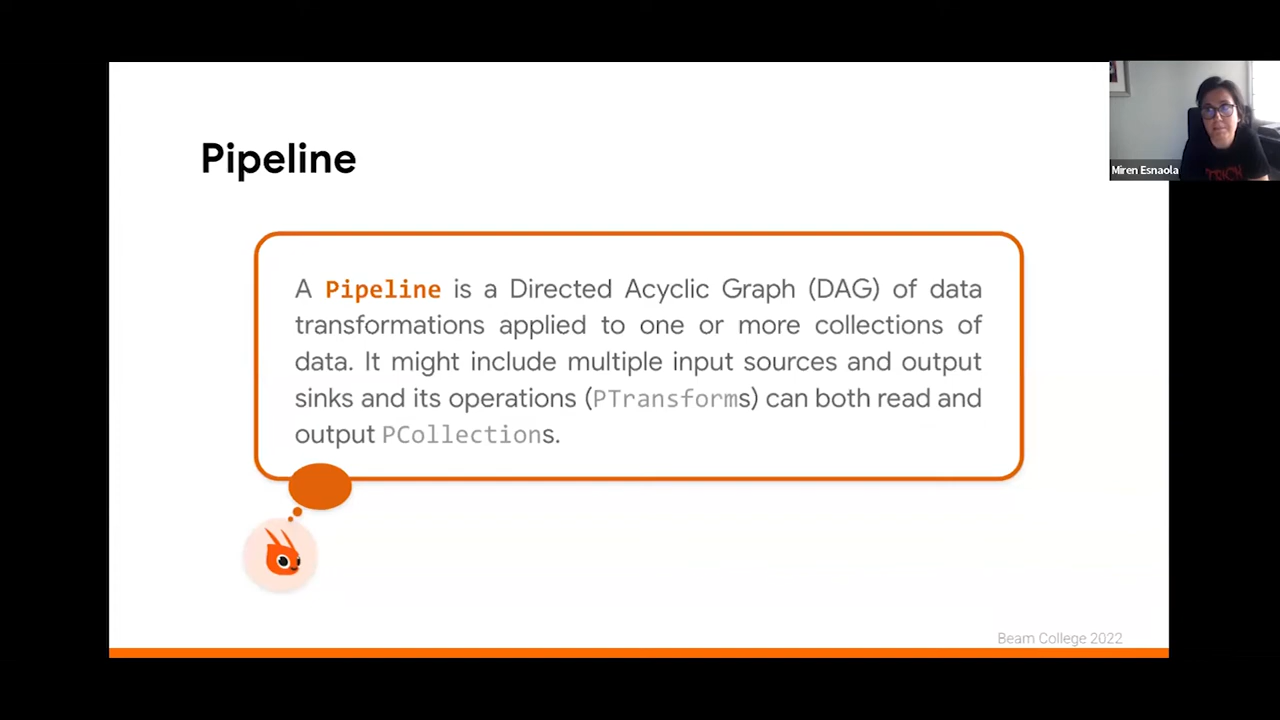 Pipeline
Miren Esnaola
A Pipeline is a Directed Acyclic Graph (DAG) of data
transformations applied to one or more collections of
data. It might include multiple input sources and output
sinks and its operations (PTransforms) can both read and
output PCollections.
Beam College 2022